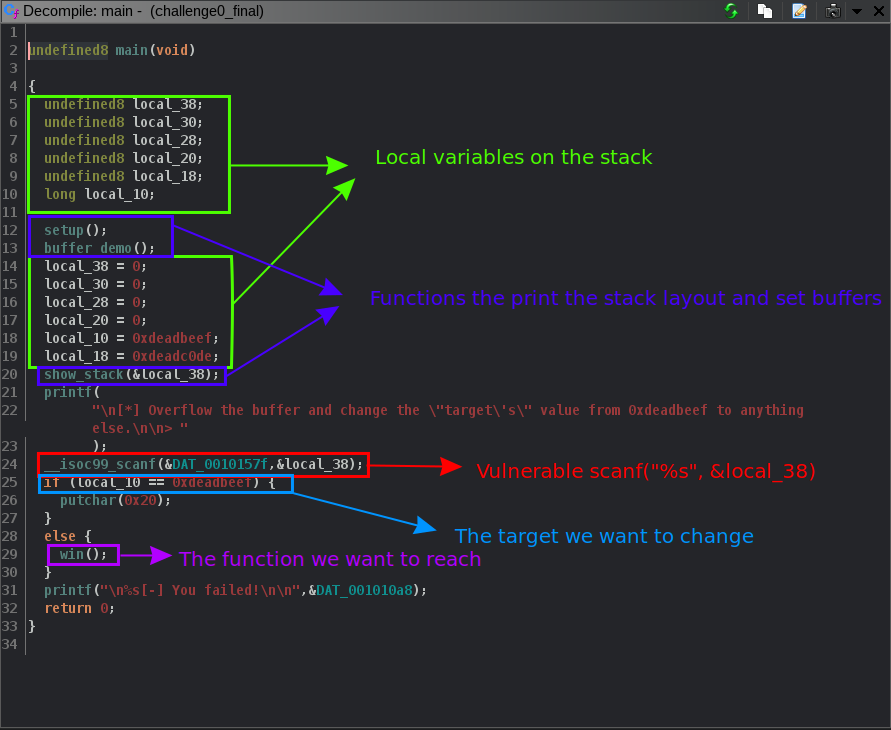 Decompile: main - (challenge0_final)
1
2 undefined8 main(void)
3
4 {
5 undefined8 local_38;
6 undefined8 local_30;
7 undefined8 local_28;
8 undefined8 local_20;
9 undefined8 local_18;
10 long local_10;
11
12 setup();
13 buffer_demo();
14 local_38 = 0;
15 local_30 = 0;
16 local_28 = 0;
17 local_20 = 0;
18 local_10 = 0xdeadbeef;
19 local_18 = 0xdeadc0de;
20 show_stack(&local_38);
21 printf(
22 "\n[*] Overflow the buffer and change the \"target\'s\" value from 0xdeadbeef to anything
else.\n\n> "
23 );
24 __isoc99_scanf(&DAT_0010157f,&local_38);
25 if (local_10 == 0xdeadbeef) {
26 putchar(0x20);
27 }
28 else {
29 win();
30 }
31 printf("\n%s[-] You failed!\n\n",&DAT_001010a8);
32 return 0;
33 }
34
Local variables on the stack
Functions the print the stack layout and set buffers
Vulnerable scanf("%s", &local_38)
The target we want to change
The function we want to reach